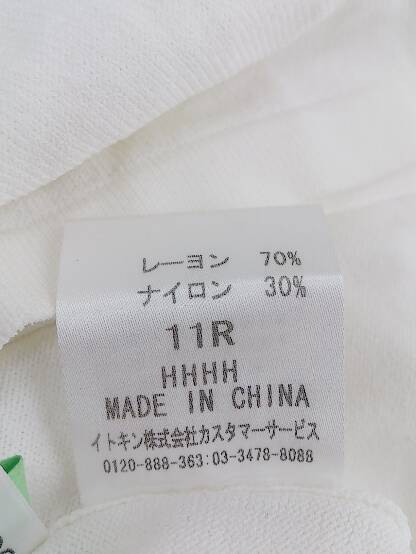 レーヨン 70%
ナイロン 30%
11R
HHHH
MADE IN CHINA
イトキン株式会社カスタマーサービス
0120-888-363:03-3478-8088